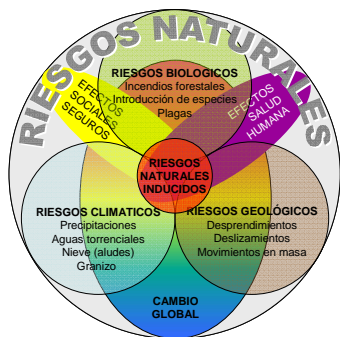 RIESGOS NATURALES
RIESGOS BIOLOGICOS
Incendios forestales
Introducción de especies
Plagas
EFECTOS
SOCIALES
SEGUROS
EFECTOS
SALUD
HUMANA
RIESGOS
NATURALES
INDUCIDOS
RIESGOS CLIMATICOS
Precipitaciones
Aguas torrenciales
Nieve (aludes)
Granizo
RIESGOS GEOLÓGICOS
Desprendimientos
Deslizamientos
Movimientos en masa
CAMBIO
GLOBAL